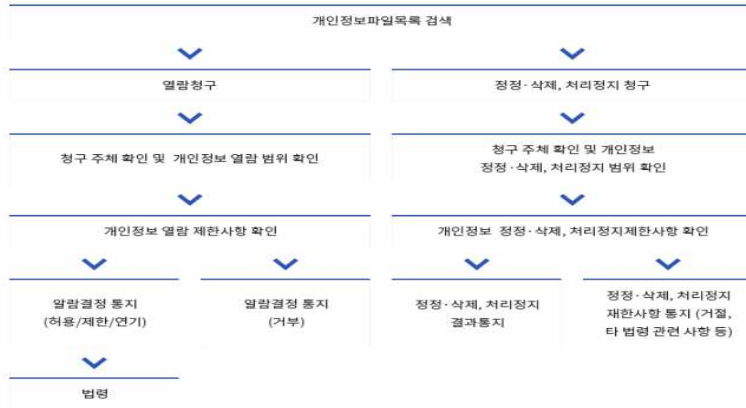 개인정보파일목록 검색
열람청구
정정·삭제, 처리정지 청구
청구 주체 확인 및 개인정보 열람 범위 확인
청구 주체 확인 및 개인정보
정정·삭제, 처리정지 범위 확인
개인정보 열람 제한사항 확인
개인정보 정정·삭제, 처리정지제한사항 확인
알람결정 통지
(허용/제한/연기)
알람결정 통지
(거부)
정정·삭제, 처리정지
결과통지
정정·삭제, 처리정지
재한사항 통지 (거절,
타 법령 관련 사항 등)
법령